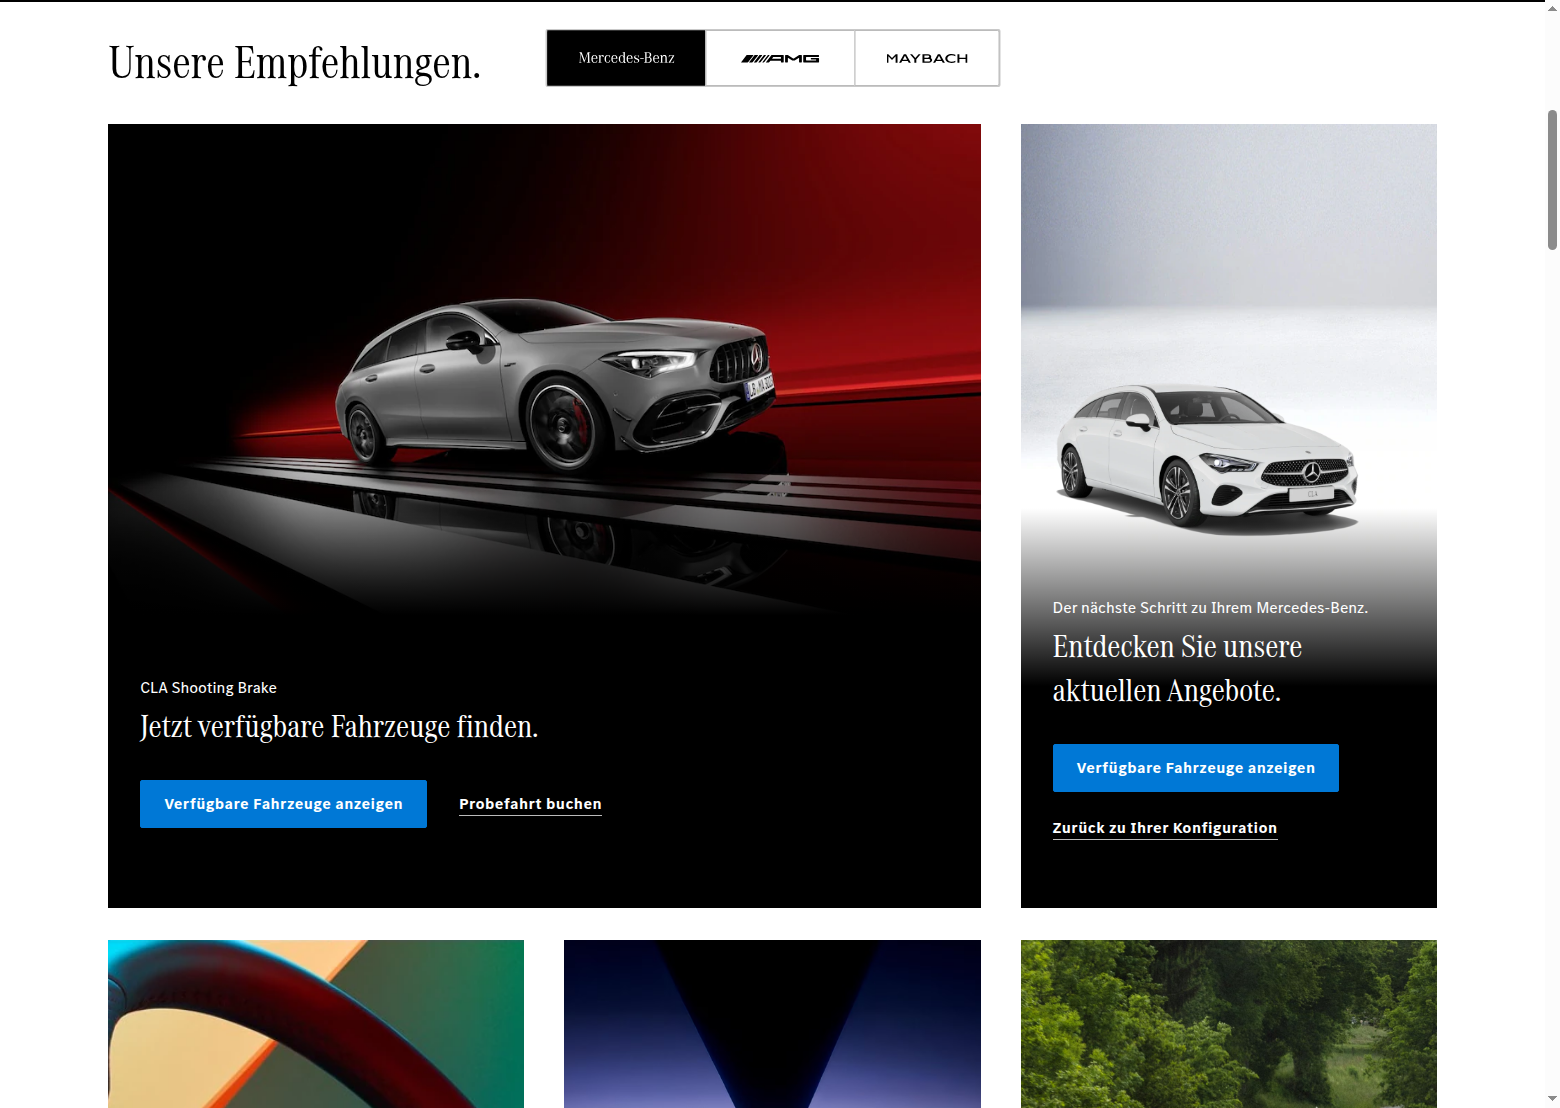 Unsere Empfehlungen.
Mercedes-Benz
AMG
MAYBACH
CLA Shooting Brake
Jetzt verfügbare Fahrzeuge finden.
Verfügbare Fahrzeuge anzeigen
Probefahrt buchen
CLA
Der nächste Schritt zu Ihrem Mercedes-Benz.
Entdecken Sie unsere
aktuellen Angebote.
Verfügbare Fahrzeuge anzeigen
Zurück zu Ihrer Konfiguration